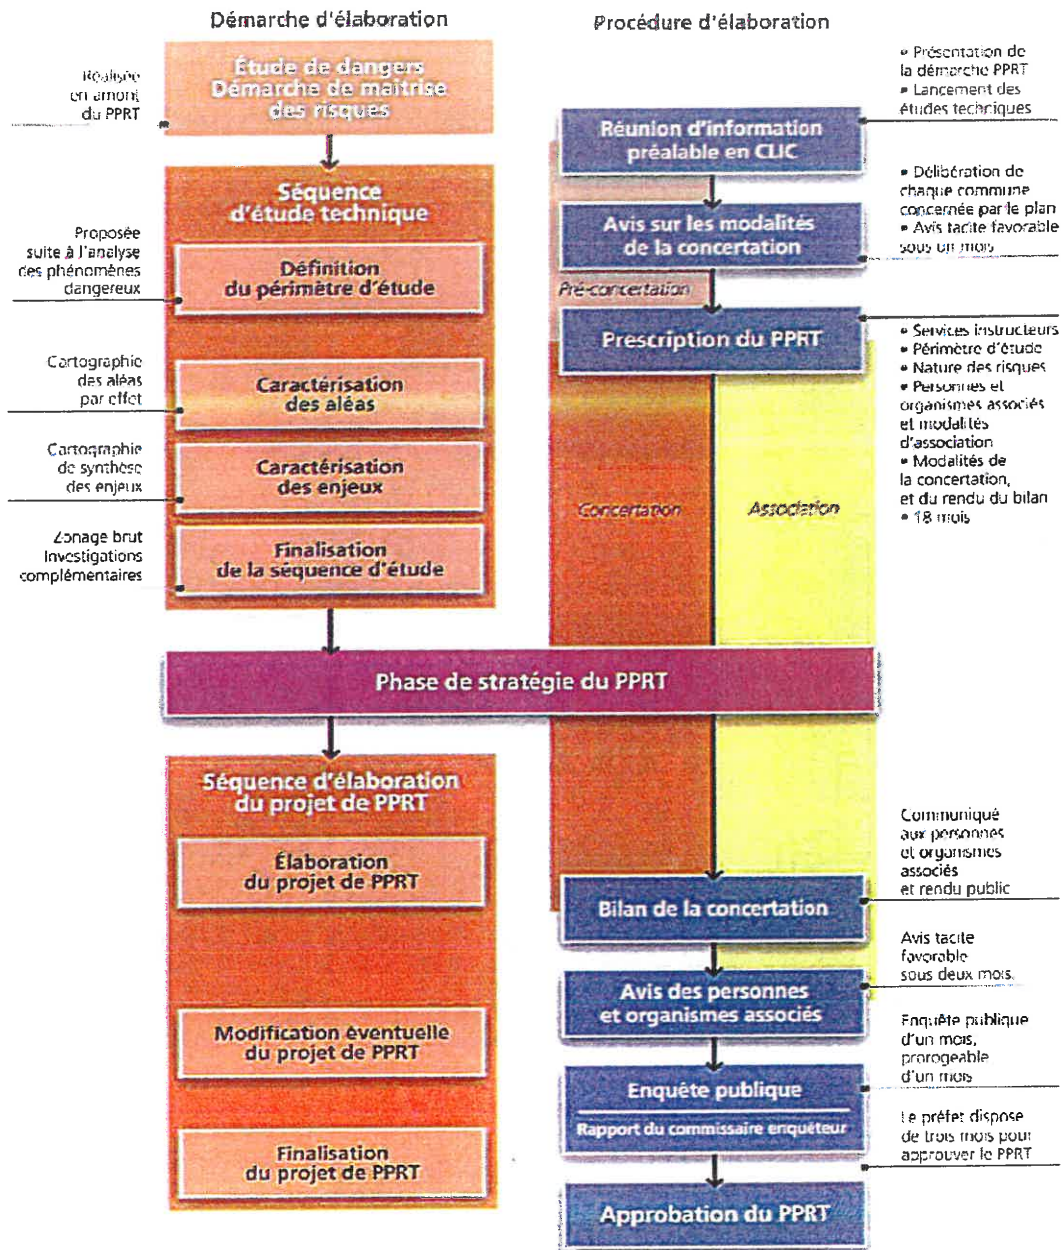 Démarche d'élaboration
Réalisée
en amont
du PPRT
Étude de dangers
Démarche de maîtrise
des risques
Séquence
d'étude technique
Proposée
suite à l'analyse
des phénomènes
dangereux
Définition
du périmètre d'étude
Cartographie
des aléas
par effet
Caractérisation
des aléas
Cartographie
de synthèse
des enjeux
Caractérisation
des enjeux
Zonage brut
Investigations
complémentaires
Finalisation
de la séquence d'étude
Phase de stratégie du PPRT
Séquence d'élaboration
du projet de PPRT
Élaboration
du projet de PPRT
Modification éventuelle
du projet de PPRT
Finalisation
du projet de PPRT
Procédure d'élaboration
Réunion d'information
préalable en CLIC
• Présentation de
la démarche PPRT
• Lancement des
études techniques
Avis sur les modalités
de la concertation
• Délibération de
chaque commune
concernée par le plan
• Avis tacite favorable
sous un mois
Pré-concertation
Prescription du PPRT
• Services instructeurs
• Périmètre d'étude
• Nature des risques
• Personnes et
organismes associés
et modalités
d'association
• Modalités de
la concertation,
et du rendu du bilan
• 18 mois
Concertation
Association
Bilan de la concertation
Communiqué
aux personnes
et organismes
associés
et rendu public
Avis des personnes
et organismes associés
Avis tacite
favorable
sous deux mois.
Enquête publique
Rapport du commissaire enquêteur
Enquête publique
d'un mois,
prorogeable
d'un mois
Le préfet dispose
de trois mois pour
approuver le PPRT
Approbation du PPRT